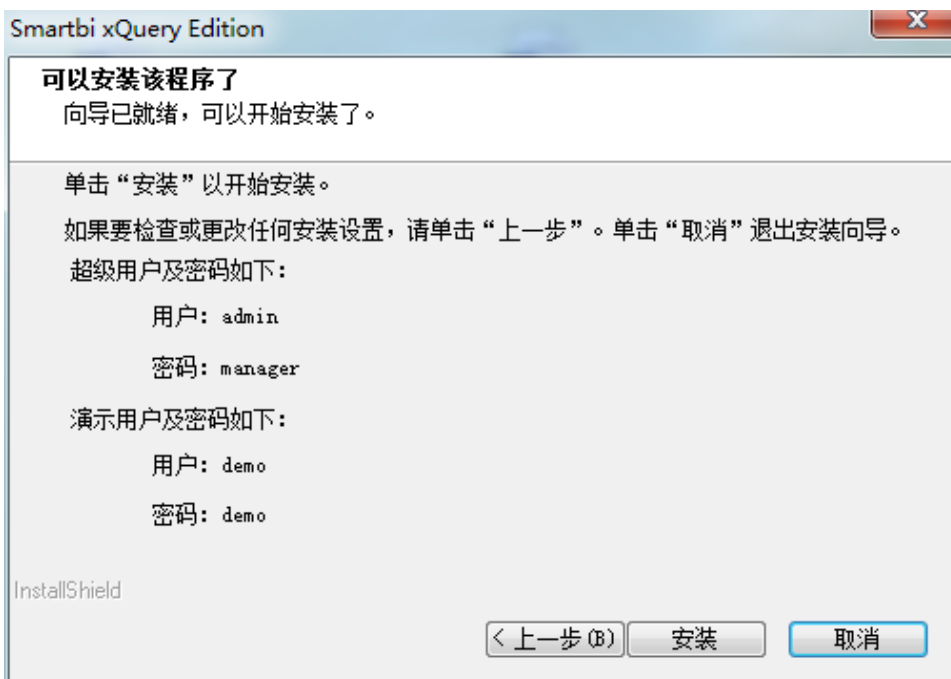 Smartbi xQuery Edition
可以安装该程序了
向导已就绪，可以开始安装了。
单击“安装”以开始安装。
如果要检查或更改任何安装设置，请单击“上一步”。单击“取消”退出安装向导。
超级用户及密码如下：
用户：admin
密码：manager
演示用户及密码如下：
用户：demo
密码：demo
InstallShield
< 上一步(B) 安装 取消